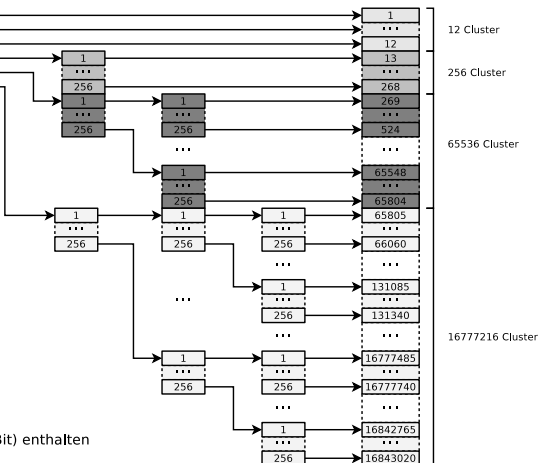 1
...
12
12 Cluster
1 13
... ...
256 268
256 Cluster
1 1 269
... ... ...
256 256 524
... ...
65536 Cluster
1 65548
... ...
256 65804
1 1 1 65805
... ... ... ...
256 256 256 66060
... ...
1 131085
... ... ...
256 131340
... ...
16777216 Cluster
1 1 16777485
... ... ...
256 256 16777740
... ...
1 16842765
Bit) enthalten
... ...
256 16843020